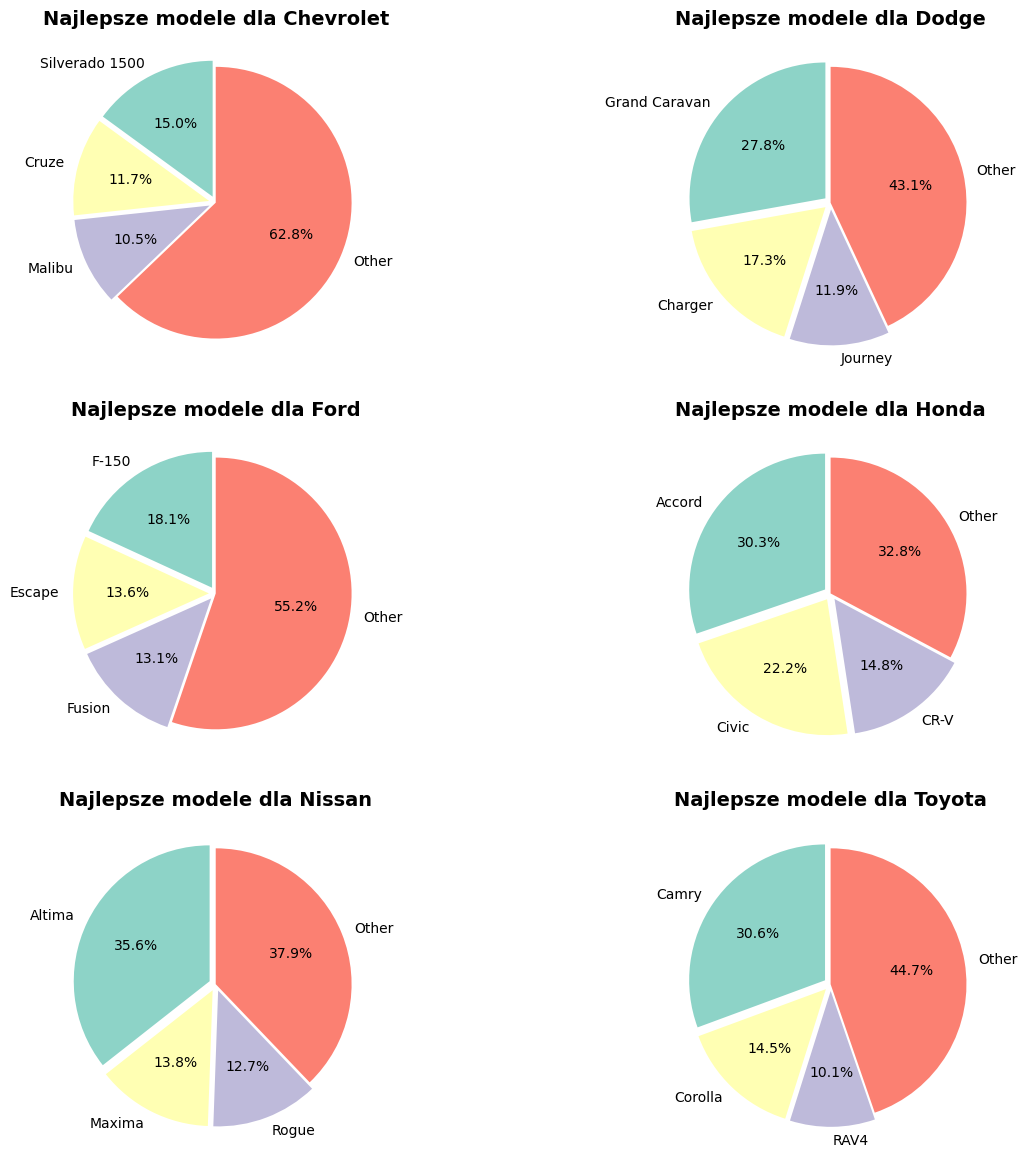 Najlepsze modele dla Chevrolet
Silverado 1500
15.0%
Cruze
11.7%
Malibu
10.5%
62.8%
Other
Najlepsze modele dla Dodge
Grand Caravan
27.8%
Charger
17.3%
Journey
11.9%
43.1%
Other
Najlepsze modele dla Ford
F-150
18.1%
Escape
13.6%
Fusion
13.1%
55.2%
Other
Najlepsze modele dla Honda
Accord
30.3%
Civic
22.2%
CR-V
14.8%
32.8%
Other
Najlepsze modele dla Nissan
Altima
35.6%
Maxima
13.8%
Rogue
12.7%
37.9%
Other
Najlepsze modele dla Toyota
Camry
30.6%
Corolla
14.5%
RAV4
10.1%
44.7%
Other